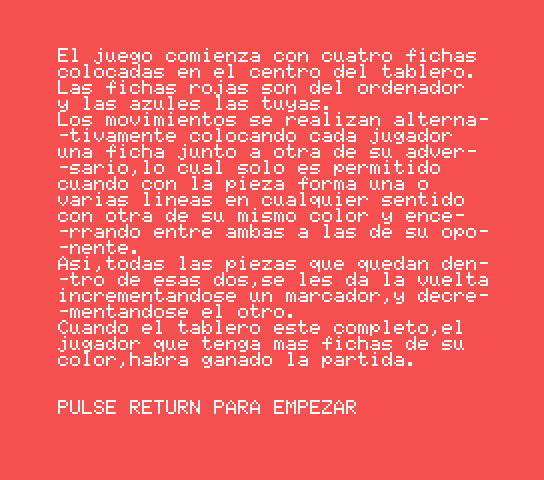 El juego comienza con cuatro fichas
colocadas en el centro del tablero.
Las fichas rojas son del ordenador
y las azules las tuyas.
Los movimientos se realizan alterna-
-tivamente colocando cada jugador
una ficha junto a otra de su adver-
-sario,lo cual solo es permitido
cuando con la pieza forma una o
varias lineas en cualquier sentido
con otra de su mismo color y ence-
-rrando entre ambas a las de su opo-
-nente.
Asi,todas las piezas que quedan den-
-tro de esas dos,se les da la vuelta
incrementandose un marcador,y decre-
-mentandose el otro.
Cuando el tablero este completo,el
jugador que tenga mas fichas de su
color,habra ganado la partida.
PULSE RETURN PARA EMPEZAR